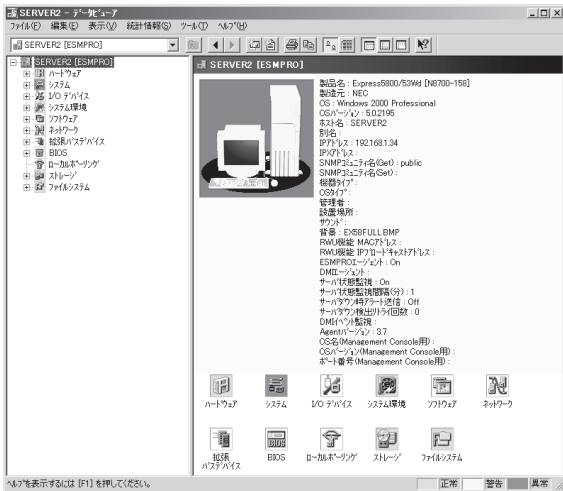 SERVER2 - ﾃﾞｰﾀﾋﾞｭｰｱ
ﾌｧｲﾙ(F) 編集(E) 表示(V) 統計情報(S) ﾂｰﾙ(T) ﾍﾙﾌﾟ(H)
SERVER2 [ESMPRO]
SERVER2 [ESMPRO]
ﾊｰﾄﾞｳｪｱ
ｼｽﾃﾑ
I/O ﾃﾞﾊﾞｲｽ
ｼｽﾃﾑ環境
ｿﾌﾄｳｪｱ
ﾈｯﾄﾜｰｸ
拡張ﾊﾞｽﾃﾞﾊﾞｲｽ
BIOS
ﾛｰｶﾙﾎﾟｰﾘﾝｸﾞ
ｽﾄﾚｰｼﾞ
ﾌｧｲﾙｼｽﾃﾑ
SERVER2 [ESMPRO]
製品名 : Express5800/53Wd [N8700-158]
製造元 : NEC
OS : Windows 2000 Professional
OSﾊﾞｰｼﾞｮﾝ : 5.0.2195
ﾎｽﾄ名 : SERVER2
別名 :
IPｱﾄﾞﾚｽ : 192.168.1.34
IPXｱﾄﾞﾚｽ :
SNMPｺﾐｭﾆﾃｨ名(Get) : public
SNMPｺﾐｭﾆﾃｨ名(Set) :
機器ﾀｲﾌﾟ :
OSﾀｲﾌﾟ :
管理者 :
設置場所 :
ｻｳﾝﾄﾞ :
背景 : EX58FULL.BMP
RWU機能 MACｱﾄﾞﾚｽ :
RWU機能 IPﾌﾞﾛｰﾄﾞｷｬｽﾄｱﾄﾞﾚｽ :
ESMPROｴｰｼﾞｪﾝﾄ : On
DMIｴｰｼﾞｪﾝﾄ :
ｻｰﾊﾞ状態監視 : On
ｻｰﾊﾞ状態監視間隔(分) : 1
ｻｰﾊﾞﾀﾞｳﾝ時ｱﾗｰﾄ送信 : Off
ｻｰﾊﾞﾀﾞｳﾝ検出ﾘﾄﾗｲ回数 : 0
DMIｲﾍﾞﾝﾄ監視 :
Agentﾊﾞｰｼﾞｮﾝ : 3.7
OS名(Management Console用) :
OSﾊﾞｰｼﾞｮﾝ(Management Console用) :
ﾎﾟｰﾄ番号(Management Console用) :
ﾊｰﾄﾞｳｪｱ ｼｽﾃﾑ I/O ﾃﾞﾊﾞｲｽ ｼｽﾃﾑ環境 ｿﾌﾄｳｪｱ ﾈｯﾄﾜｰｸ
拡張
ﾊﾞｽﾃﾞﾊﾞｲｽ BIOS ﾛｰｶﾙﾎﾟｰﾘﾝｸﾞ ｽﾄﾚｰｼﾞ ﾌｧｲﾙｼｽﾃﾑ
ﾍﾙﾌﾟを表示するには [F1] を押してください。 正常 警告 異常